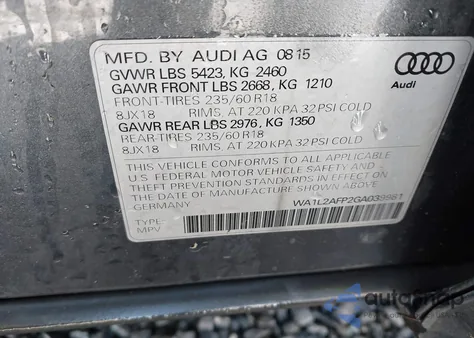 MFD. BY AUDI AG 08 15
GVWR LBS 5423, KG 2460
GAWR FRONT LBS 2668, KG 1210
FRONT-TIRES 235/60 R18
8JX18 RIMS, AT 220 KPA 32 PSI COLD
GAWR REAR LBS 2976, KG 1350
REAR-TIRES 235/60 R18
8JX18 RIMS, AT 220 KPA 32 PSI COLD
THIS VEHICLE CONFORMS TO ALL APPLICABLE
U.S. FEDERAL MOTOR VEHICLE SAFETY AND
THEFT PREVENTION STANDARDS IN EFFECT ON
THE DATE OF MANUFACTURE SHOWN ABOVE.
GERMANY
TYPE:
MPV
Audi